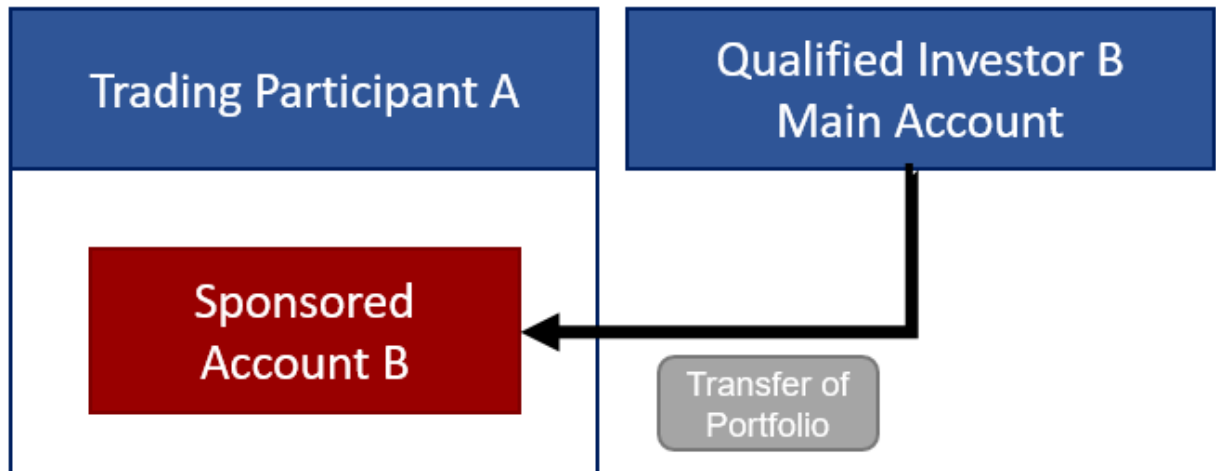 Trading Participant A
Qualified Investor B
Main Account
Sponsored
Account B
Transfer of
Portfolio